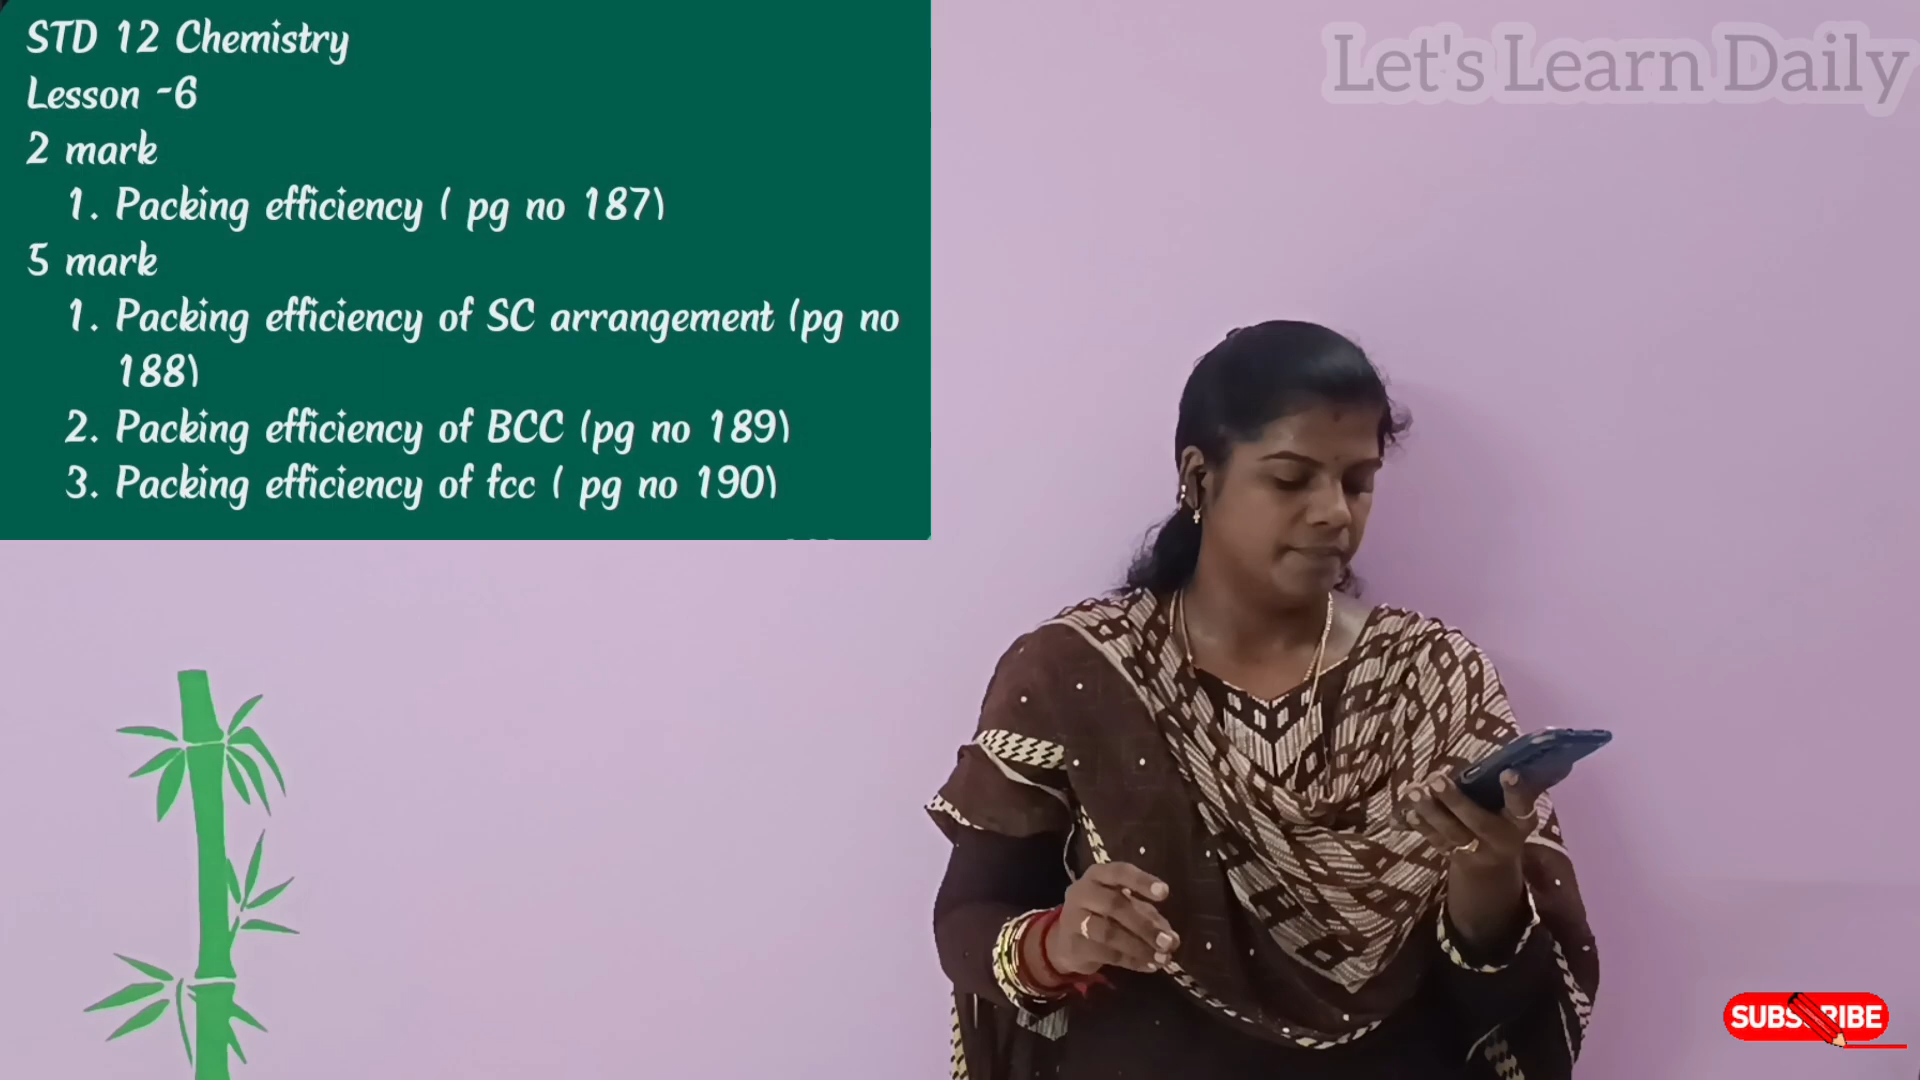 STD 12 Chemistry
Lesson -6
2 mark
1. Packing efficiency ( pg no 187)
5 mark
1. Packing efficiency of SC arrangement (pg no
188)
2. Packing efficiency of BCC (pg no 189)
3. Packing efficiency of fcc ( pg no 190)
Let's Learn Daily
SUBSCRIBE